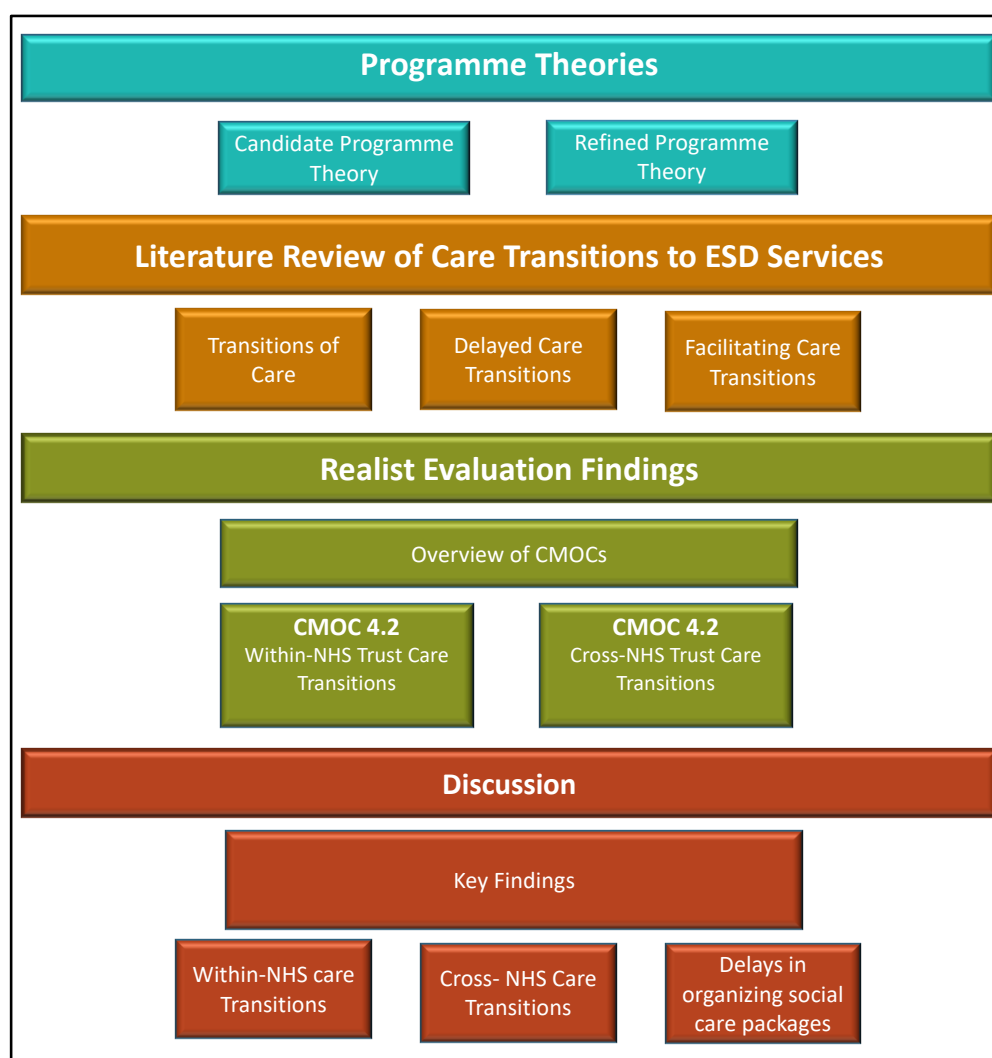 Programme Theories
Candidate Programme
Theory
Refined Programme
Theory
Literature Review of Care Transitions to ESD Services
Transitions of
Care
Delayed Care
Transitions
Facilitating Care
Transitions
Realist Evaluation Findings
Overview of CMOCs
CMOC 4.2
Within-NHS Trust Care
Transitions
CMOC 4.2
Cross-NHS Trust Care
Transitions
Discussion
Key Findings
Within-NHS care
Transitions
Cross- NHS Care
Transitions
Delays in
organizing social
care packages